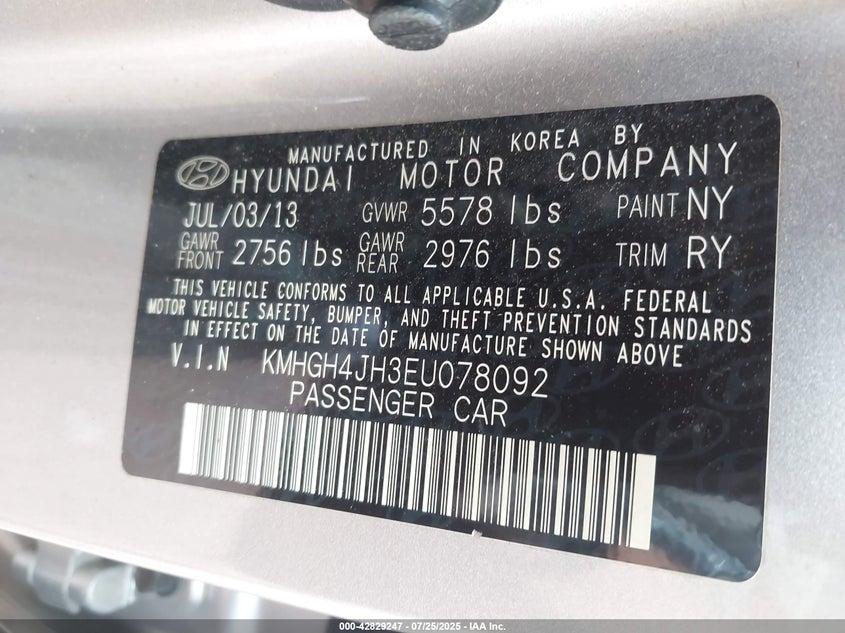 MANUFACTURED IN KOREA BY
HYUNDAI MOTOR COMPANY
JUL/03/13 GVWR 5578 lbs PAINT NY
GAWR FRONT 2756 lbs GAWR REAR 2976 lbs TRIM RY
THIS VEHICLE CONFORMS TO ALL APPLICABLE U.S.A. FEDERAL
MOTOR VEHICLE SAFETY, BUMPER, AND THEFT PREVENTION STANDARDS
IN EFFECT ON THE DATE OF MANUFACTURE SHOWN ABOVE
V.I.N KMHGH4JH3EU078092
PASSENGER CAR
000-42829247 - 07/25/2025 - IAA Inc.